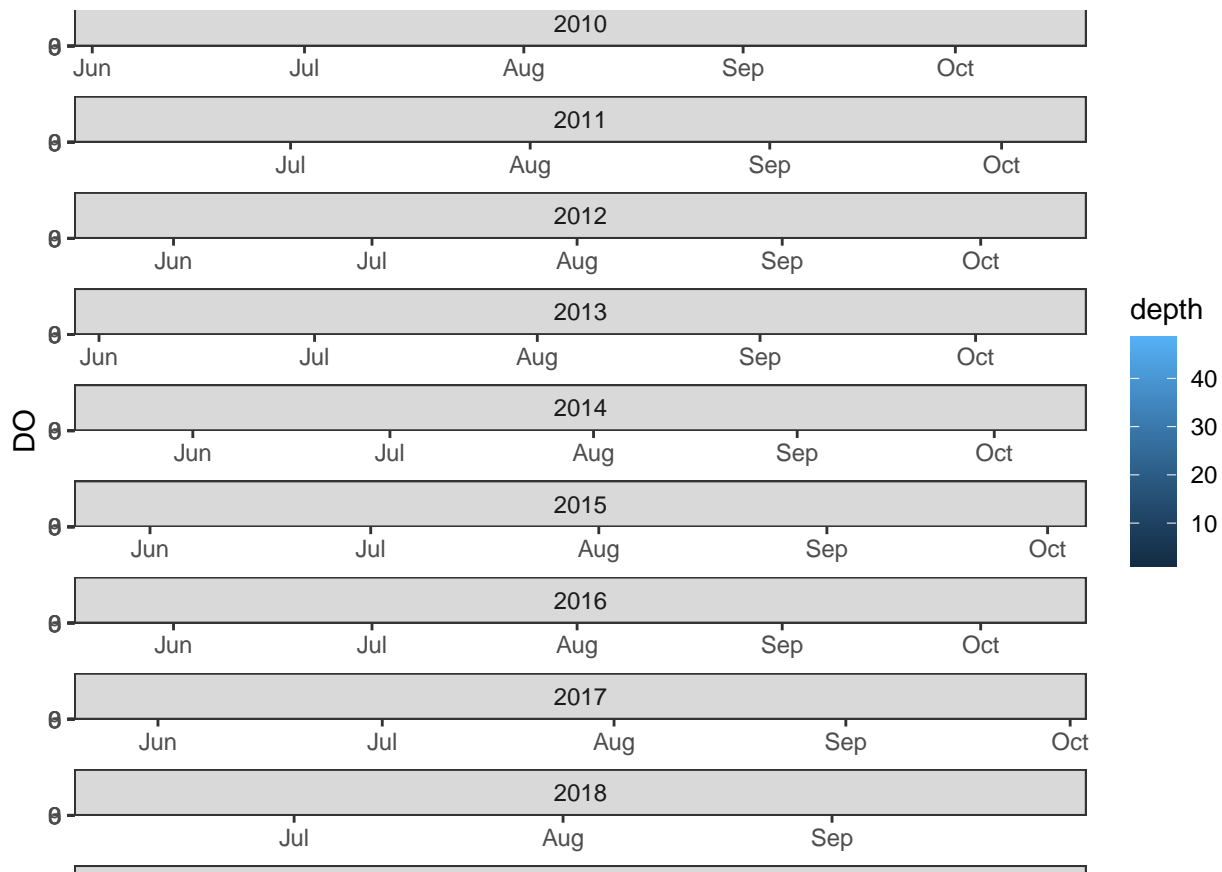 2010
Jun Jul Aug Sep Oct
2011
Jul Aug Sep Oct
2012
Jun Jul Aug Sep Oct
2013
Jun Jul Aug Sep Oct
2014
Jun Jul Aug Sep Oct
2015
Jun Jul Aug Sep Oct
2016
Jun Jul Aug Sep Oct
2017
Jun Jul Aug Sep Oct
2018
Jul Aug Sep
DO
depth
40
30
20
10